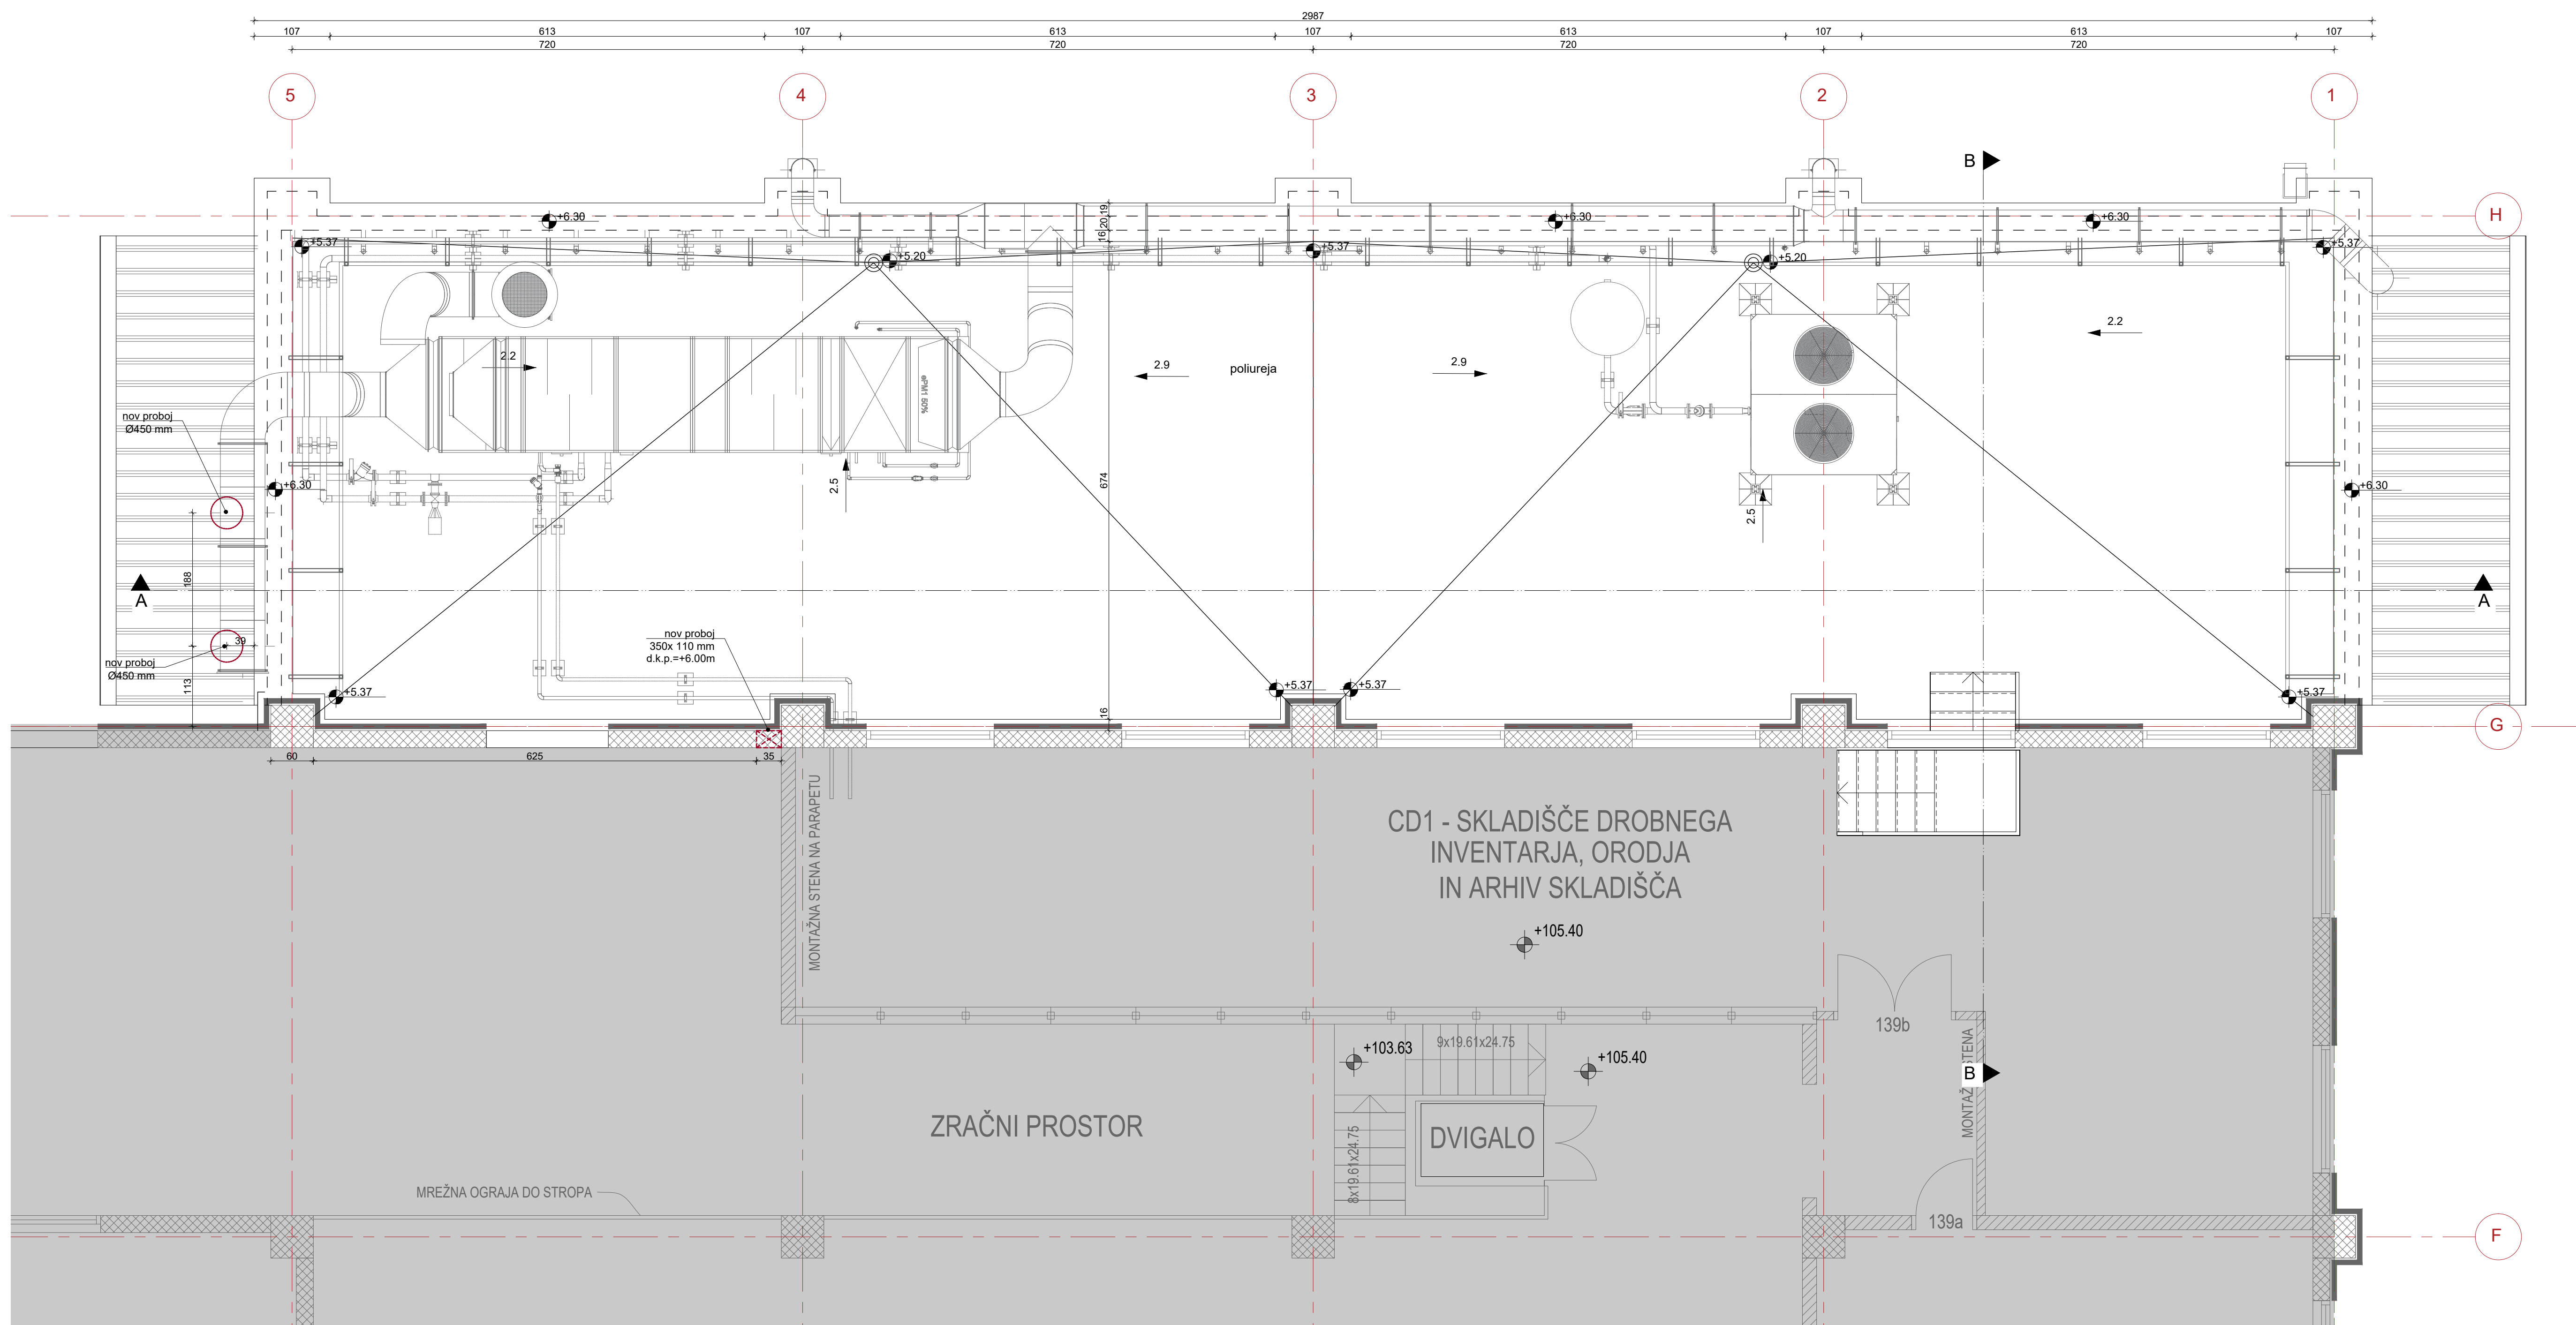 2987
107 613 107 613 107 613 107 613 107
720 720 720 720
5 4 3 2 1
B
H
+6.30 +6.30 +6.30
19
20
16
+5.37 +5.20 +5.37 +5.20 +5.37
2.2
2.2 2.9 poliureja 2.9
ePM1 60%
nov proboj
Ø450 mm
674
2.5 2.5
+6.30 +6.30
188
A A
39
nov proboj
Ø450 mm
113
nov proboj
350x 110 mm
d.k.p.=+6.00m
+5.37 +5.37 +5.37 +5.37
16
G
60 625 35
MONTAŽNA STENA NA PARAPETU
CD1 - SKLADIŠČE DROBNEGA
INVENTARJA, ORODJA
IN ARHIV SKLADIŠČA
+105.40
139b
+103.63
9x19.61x24.75
+105.40
MONTAŽ STENA
B
ZRAČNI PROSTOR
DVIGALO
8x19.61x24.75
MREŽNA OGRAJA DO STROPA
139a
F